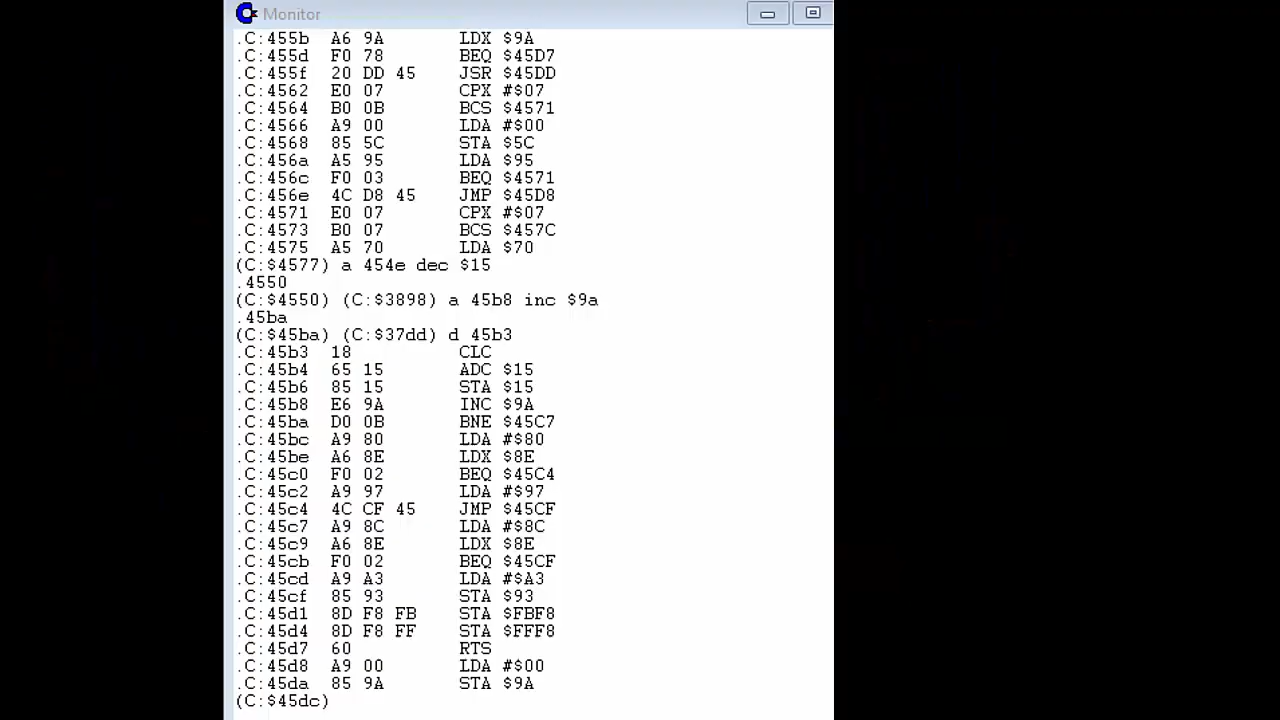 Monitor
.C:455b  A6 9A       LDX $9A
.C:455d  F0 78       BEQ $45D7
.C:455f  20 DD 45    JSR $45DD
.C:4562  E0 07       CPX #$07
.C:4564  B0 0B       BCS $4571
.C:4566  A9 00       LDA #$00
.C:4568  85 5C       STA $5C
.C:456a  A5 95       LDA $95
.C:456c  F0 03       BEQ $4571
.C:456e  4C D8 45    JMP $45D8
.C:4571  E0 07       CPX #$07
.C:4573  B0 07       BCS $457C
.C:4575  A5 70       LDA $70
(C:$4577) a 454e dec $15
.4550
(C:$4550) (C:$3898) a 45b8 inc $9a
.45ba
(C:$45ba) (C:$37dd) d 45b3
.C:45b3  18          CLC
.C:45b4  65 15       ADC $15
.C:45b6  85 15       STA $15
.C:45b8  E6 9A       INC $9A
.C:45ba  D0 0B       BNE $45C7
.C:45bc  A9 80       LDA #$80
.C:45be  A6 8E       LDX $8E
.C:45c0  F0 02       BEQ $45C4
.C:45c2  A9 97       LDA #$97
.C:45c4  4C CF 45    JMP $45CF
.C:45c7  A9 8C       LDA #$8C
.C:45c9  A6 8E       LDX $8E
.C:45cb  F0 02       BEQ $45CF
.C:45cd  A9 A3       LDA #$A3
.C:45cf  85 93       STA $93
.C:45d1  8D F8 FB    STA $FBF8
.C:45d4  8D F8 FF    STA $FFF8
.C:45d7  60          RTS
.C:45d8  A9 00       LDA #$00
.C:45da  85 9A       STA $9A
(C:$45dc)